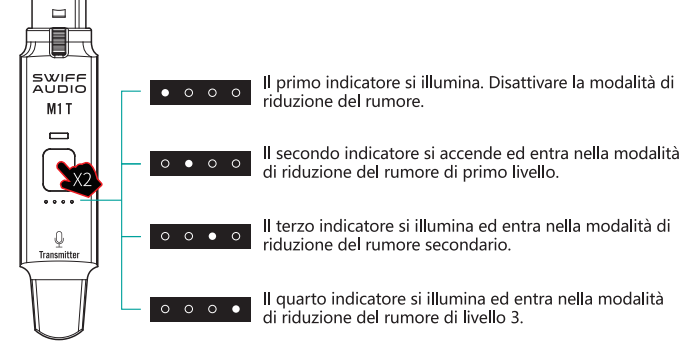 SWIFF
AUDIO
M1 T
X2
Transmitter
Il primo indicatore si illumina. Disattivare la modalità di
riduzione del rumore.
Il secondo indicatore si accende ed entra nella modalità
di riduzione del rumore di primo livello.
Il terzo indicatore si illumina ed entra nella modalità di
riduzione del rumore secondario.
Il quarto indicatore si illumina ed entra nella modalità
di riduzione del rumore di livello 3.